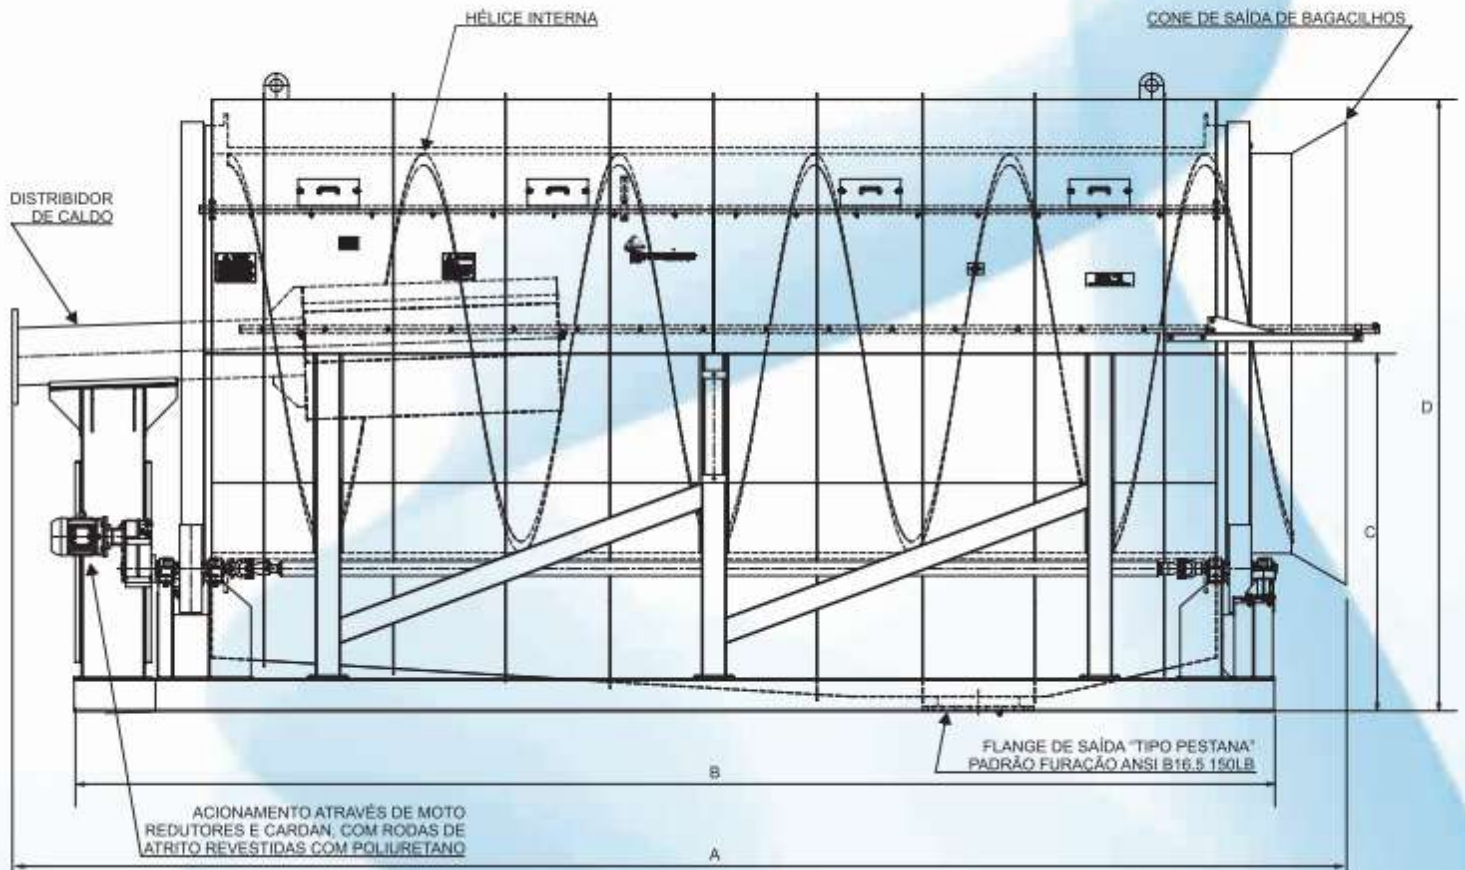 HÉLICE INTERNA
CONE DE SAÍDA DE BAGACILHOS
DISTRIBIDOR
DE CALDO
D
C
FLANGE DE SAÍDA "TIPO PESTANA"
PADRÃO FURAÇÃO ANSI B16.5 150LB
B
ACIONAMENTO ATRAVÉS DE MOTO
REDUTORES E CARDAN, COM RODAS DE
ATRITO REVESTIDAS COM POLIURETANO
A